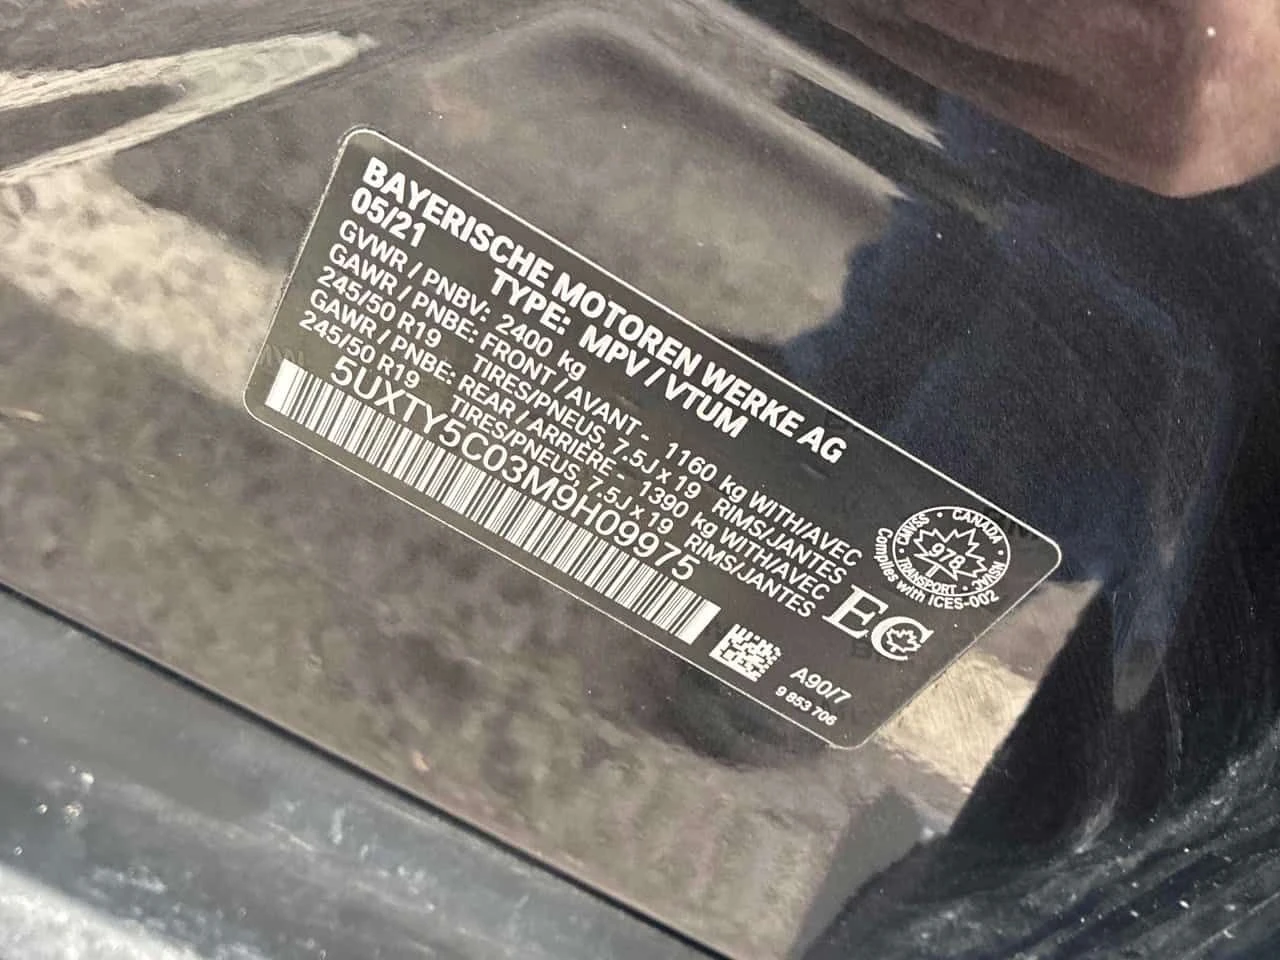 BAYERISCHE MOTOREN WERKE AG
05/21 TYPE: MPV / VTUM
GVWR / PNBV: 2400 kg
GAWR / PNBE: FRONT / AVANT - 1160 kg WITH/AVEC
245/50 R19 TIRES/PNEUS, 7.5J x 19 RIMS/JANTES
GAWR / PNBE: REAR / ARRIÈRE - 1390 kg WITH/AVEC
245/50 R19 TIRES/PNEUS, 7.5J x 19 RIMS/JANTES
5UXTY5C03M9H09975
CMVSS · CANADA · NSVAC · TRANSPORT
978
Complies with ICES-002
EC
A90/7
9 853 706